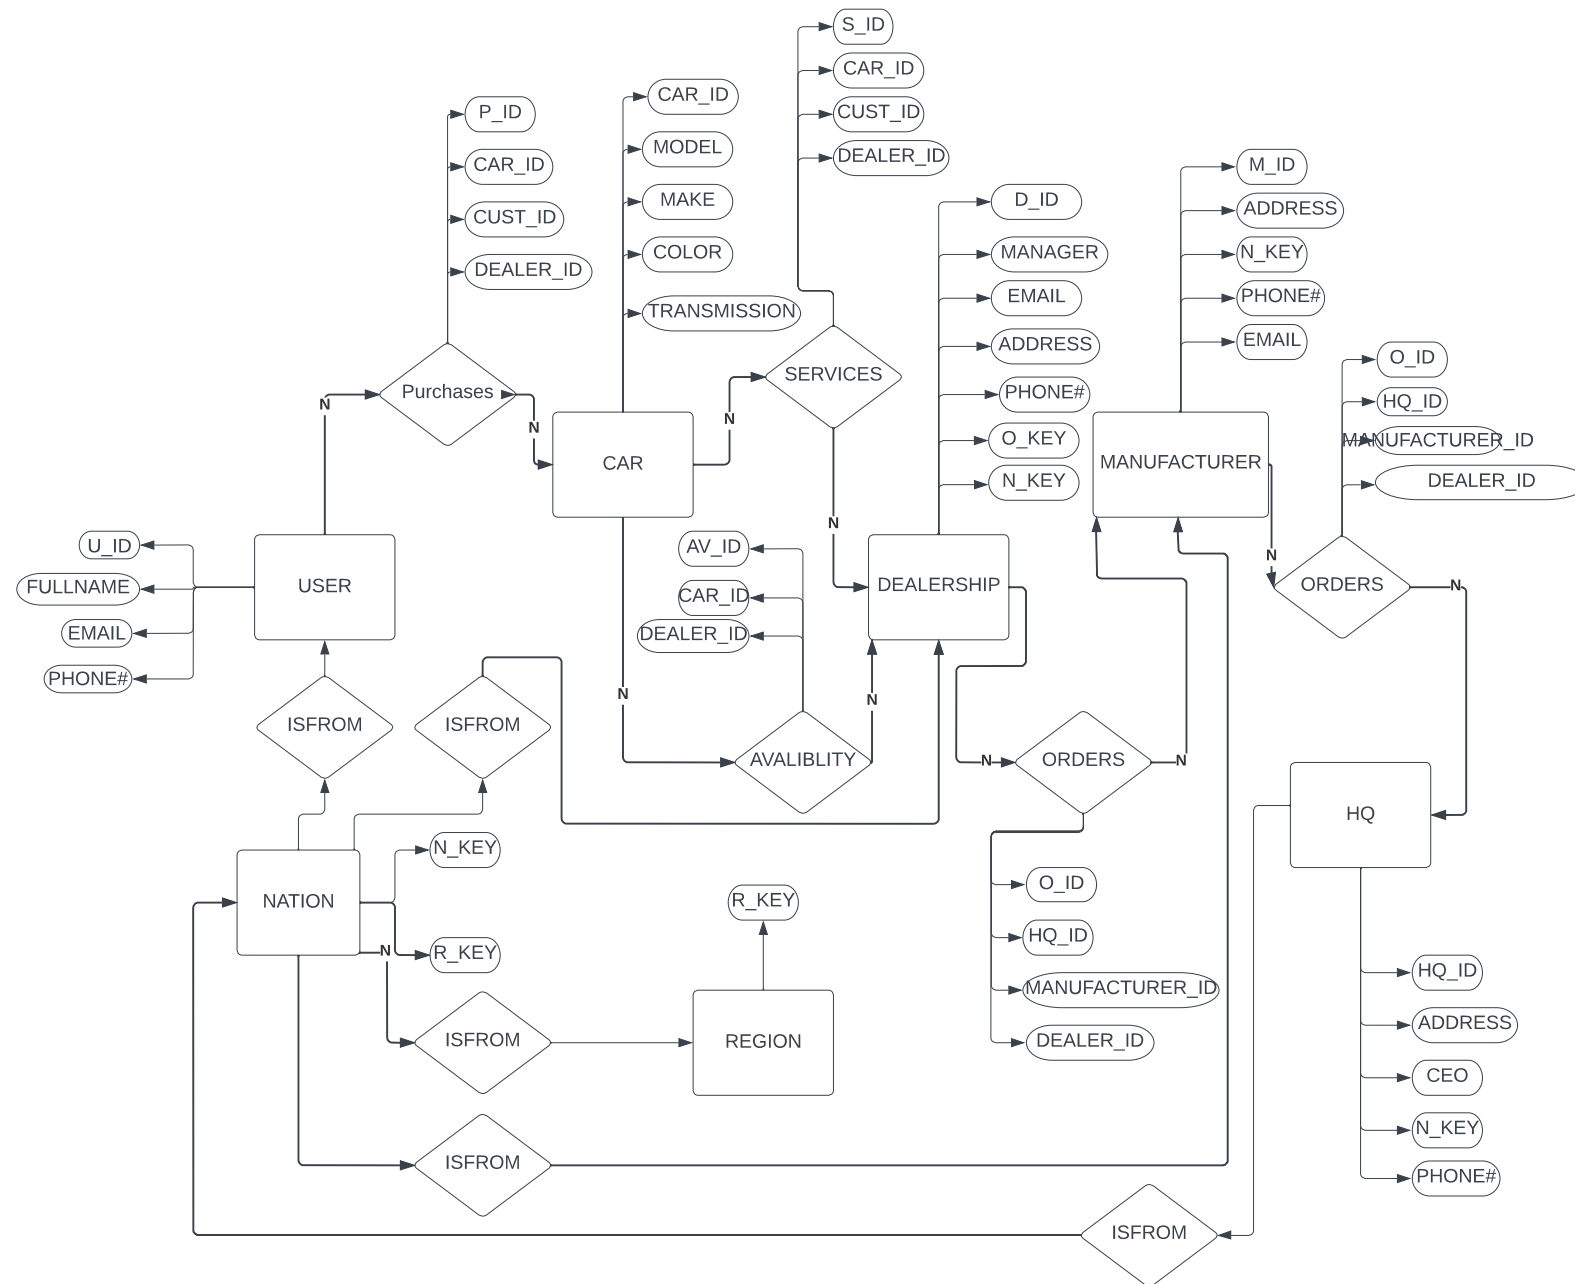 S_ID
CAR_ID
CUST_ID
DEALER_ID
P_ID
CAR_ID
CUST_ID
DEALER_ID
CAR_ID
MODEL
MAKE
COLOR
TRANSMISSION
D_ID
MANAGER
EMAIL
ADDRESS
PHONE#
O_KEY
N_KEY
M_ID
ADDRESS
N_KEY
PHONE#
EMAIL
O_ID
HQ_ID
MANUFACTURER_ID
DEALER_ID
Purchases
N
N
CAR
N
SERVICES
N
MANUFACTURER
N
ORDERS
N
U_ID
FULLNAME
EMAIL
PHONE#
USER
AV_ID
CAR_ID
DEALER_ID
DEALERSHIP
N
N
ISFROM
ISFROM
AVALIBLITY
N
ORDERS
N
HQ
NATION
N_KEY
R_KEY
N
R_KEY
O_ID
HQ_ID
MANUFACTURER_ID
DEALER_ID
ISFROM
REGION
HQ_ID
ADDRESS
CEO
N_KEY
PHONE#
ISFROM
ISFROM